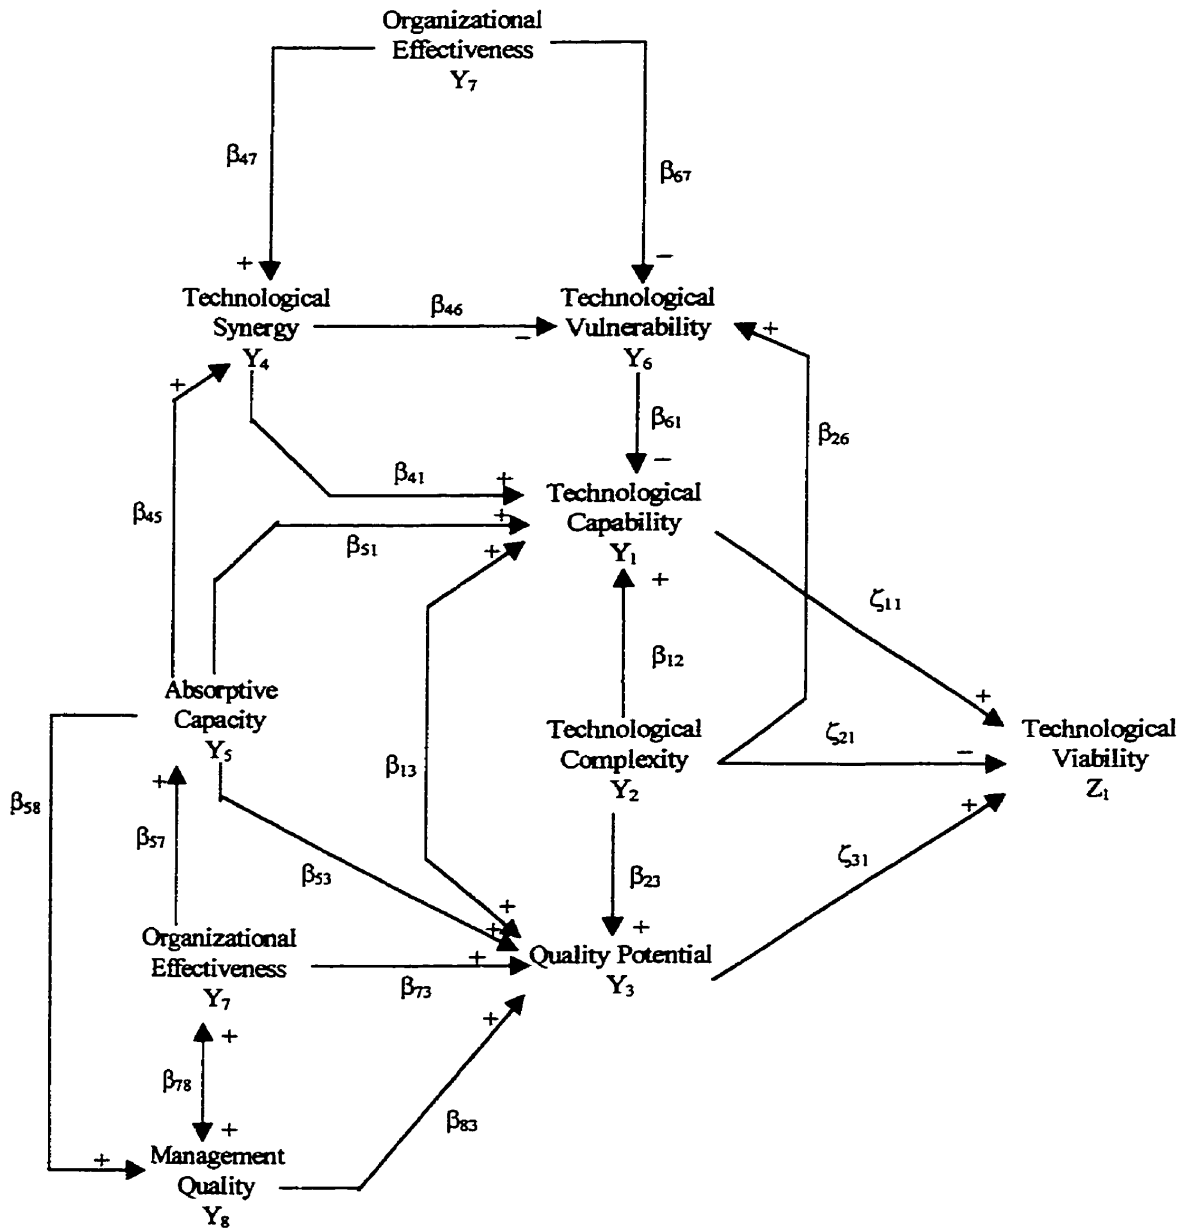 Organizational
Effectiveness
Y₇
β₄₇
β₆₇
+
−
Technological
Synergy
Y₄
β₄₆
−
Technological
Vulnerability
Y₆
+
+
β₆₁
β₂₆
−
β₄₁
+
Technological
Capability
Y₁
β₄₅
β₅₁
+
+
+
ζ₁₁
β₁₂
Absorptive
Capacity
Y₅
+
Technological
Complexity
Y₂
ζ₂₁
−
Technological
Viability
Z₁
β₁₃
+
+
β₅₈
β₅₇
β₅₃
β₂₃
ζ₃₁
+
+
+
Organizational
Effectiveness
Y₇
+
β₇₃
Quality Potential
Y₃
+
+
β₇₈
β₈₃
+
+
Management
Quality
Y₈